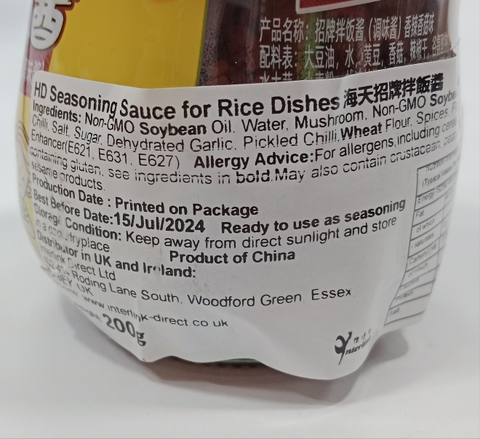 产品名称：招牌拌饭酱（调味酱）香辣香菇味
配料表：大豆油，水，黄豆，香菇，辣椒干，
HD Seasoning Sauce for Rice Dishes 海天招牌拌飯醬
Ingredients: Non-GMO Soybean Oil, Water, Mushroom, Non-GMO
Chilli, Salt, Sugar, Dehydrated Garlic, Pickled Chilli, Wheat Flour, Spices,
Enhancer(E621, E631, E627) Allergy Advice:For allergens,including
containing gluten, see ingredients in bold.May also contain crustacean,
sesame products.
Production Date : Printed on Package
Best Before Date:15/Jul/2024 Ready to use as seasoning
Storage Condition: Keep away from direct sunlight and store
Product of China
Distributor in UK and Ireland:
Direct Ltd
Roding Lane South, Woodford Green, Essex
UK
www.interlink-direct.co.uk
200g